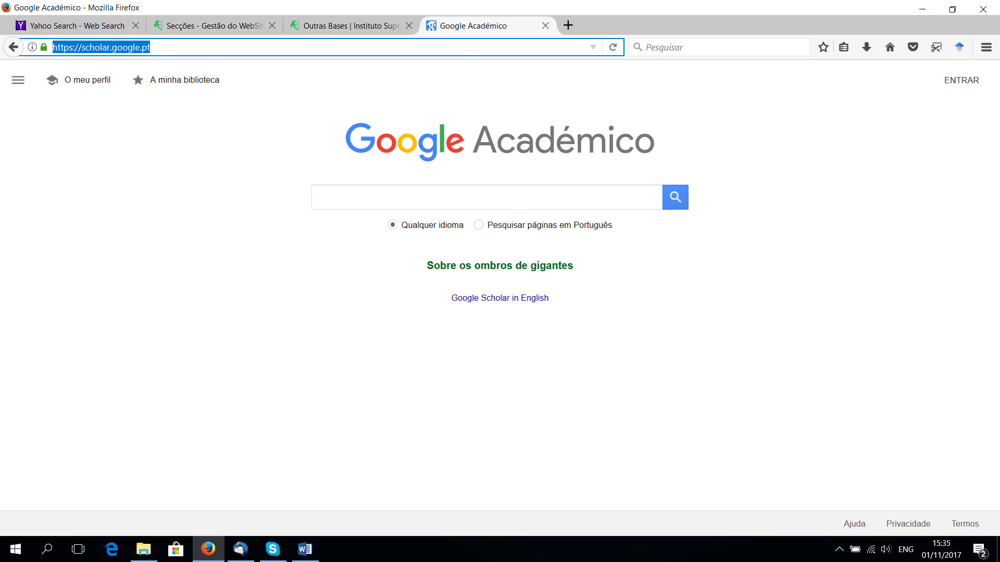 Google Académico - Mozilla Firefox
Yahoo Search - Web Search
Secções - Gestão do WebSit
Outras Bases | Instituto Supe
Google Académico
https://scholar.google.pt
Pesquisar
O meu perfil
A minha biblioteca
ENTRAR
Google Académico
Qualquer idioma
Pesquisar páginas em Português
Sobre os ombros de gigantes
Google Scholar in English
Ajuda
Privacidade
Termos
ENG
15:35
01/11/2017
2